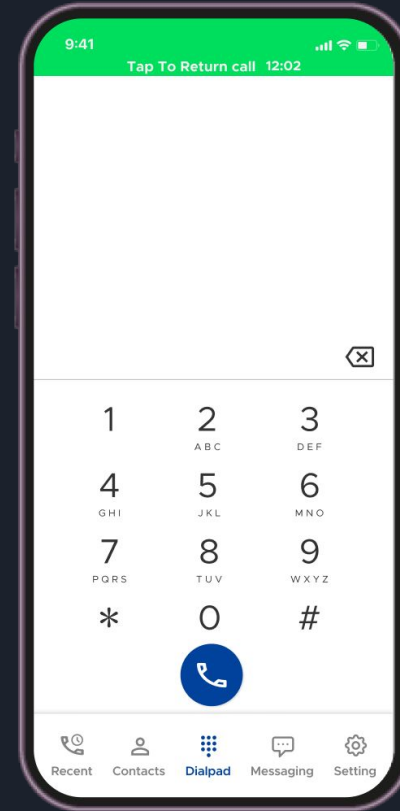 9:41
Tap To Return call 12:02
1 2 3
ABC DEF
4 5 6
GHI JKL MNO
7 8 9
PQRS TUV WXYZ
* 0 #
Recent Contacts Dialpad Messaging Setting